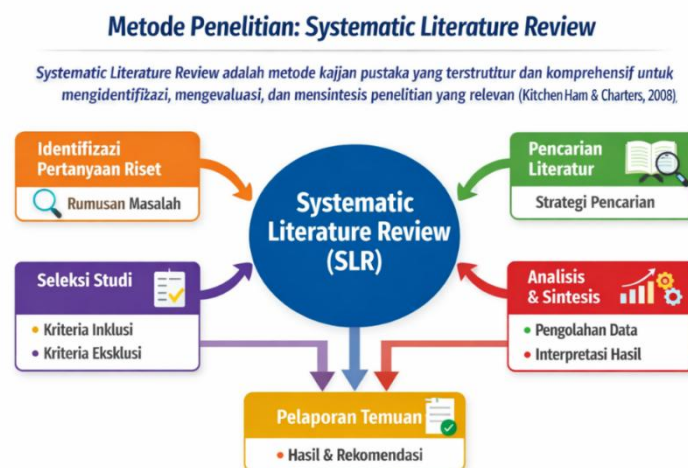 Metode Penelitian: Systematic Literature Review
Systematic Literature Review adalah metode kajjan pustaka yang terstrutitur dan komprehensif untuk
mengidentifizazi, mengevaluasi, dan mensintesis penelitian yang relevan (Kitchen Ham & Charters, 2008),
Identifizazi
Pertanyaan Riset
Rumusan Masalah
Pencarian
Literatur
Strategi Pencarian
Systematic
Literature Review
(SLR)
Seleksi Studi
• Kriteria Inklusi
• Kriteria Eksklusi
Analisis
& Sintesis
• Pengolahan Data
• Interpretasi Hasil
Pelaporan Temuan
• Hasil & Rekomendasi